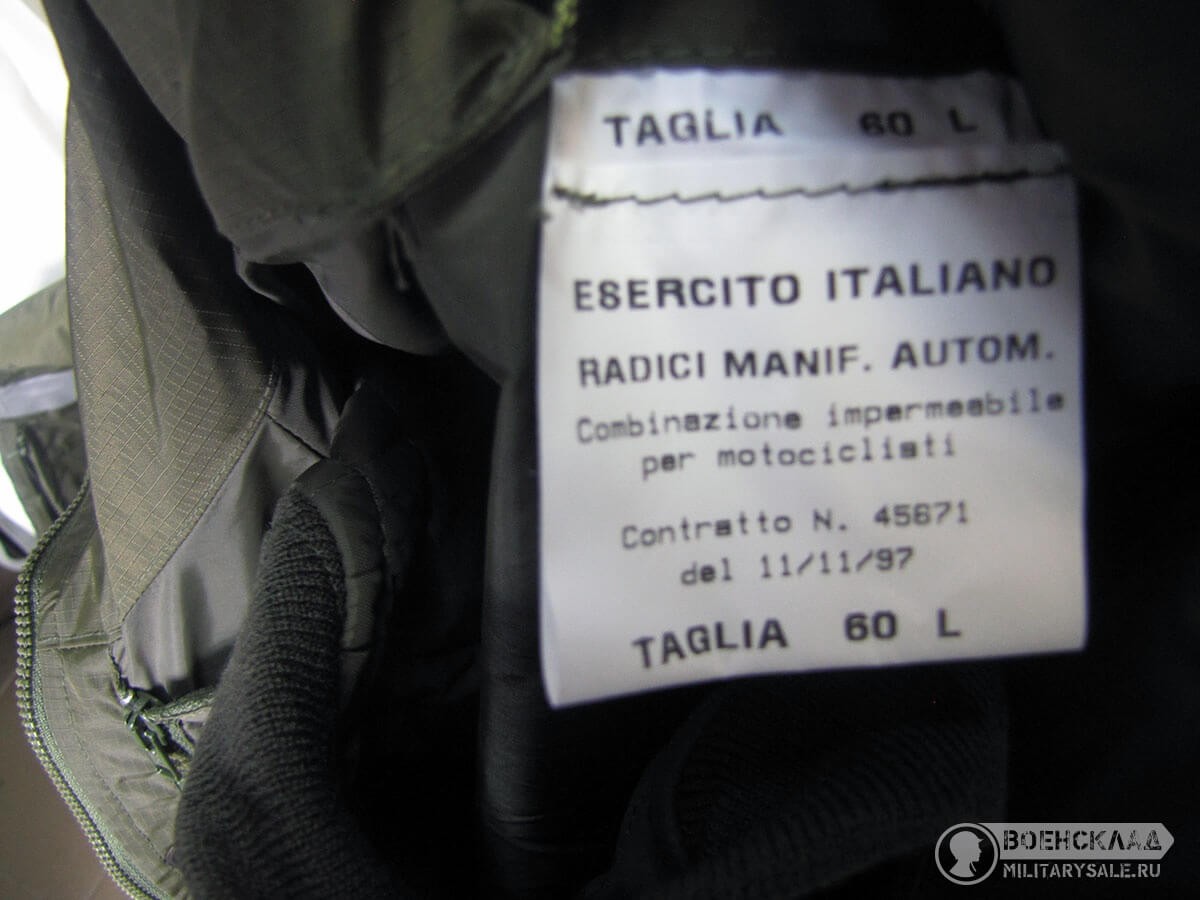 TAGLIA 60 L
ESERCITO ITALIANO
RADICI MANIF. AUTOM.
Combinazione impermeabile
per motociclisti
Contratto N. 45671
del 11/11/97
TAGLIA 60 L
ВОЕНСКЛАД
MILITARYSALE.RU